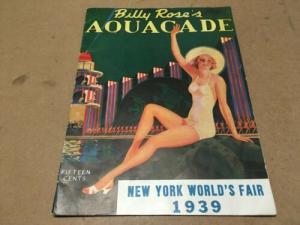 Billy Rose's
AQUACADE
FIFTEEN
CENTS
NEW YORK WORLD'S FAIR
1939